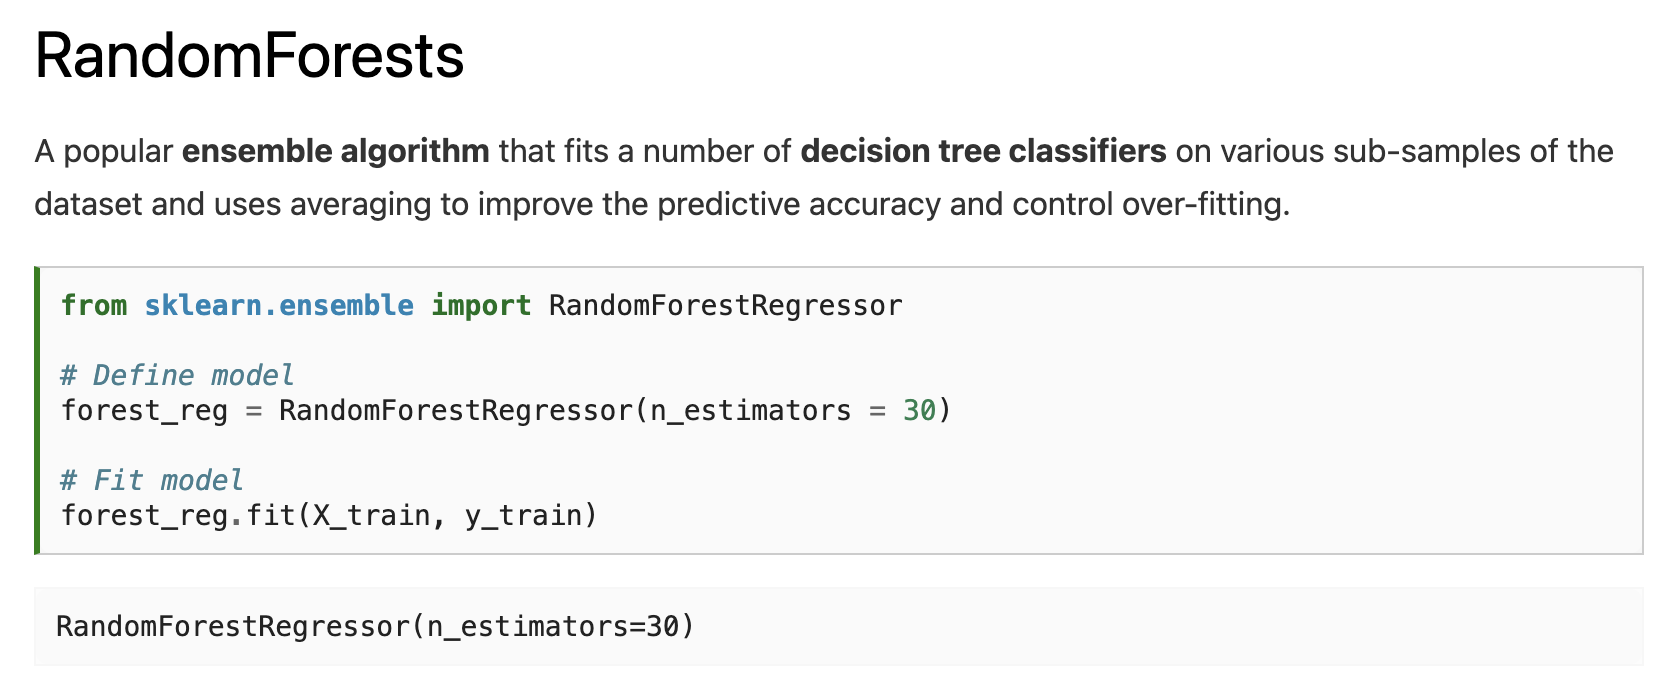 RandomForests
A popular ensemble algorithm that fits a number of decision tree classifiers on various sub-samples of the
dataset and uses averaging to improve the predictive accuracy and control over-fitting.
from sklearn.ensemble import RandomForestRegressor
# Define model
forest_reg = RandomForestRegressor(n_estimators = 30)
# Fit model
forest_reg.fit(X_train, y_train)
RandomForestRegressor(n_estimators=30)